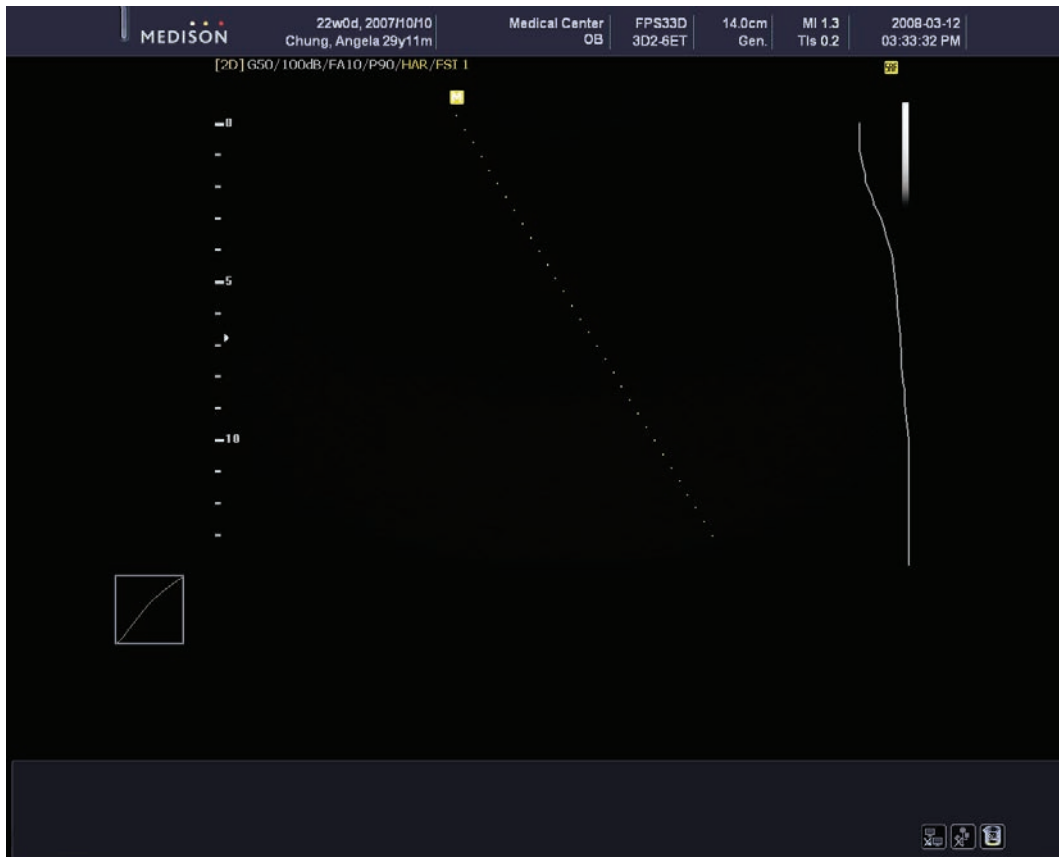 MEDISON
22w0d, 2007/10/10
Chung, Angela 29y11m
Medical Center
OB
FPS33D
3D2-6ET
14.0cm
Gen.
MI 1.3
TIs 0.2
2008-03-12
03:33:32 PM
[2D] G50/100dB/FA10/P90/HAR/FSI 1
M
0
5
10